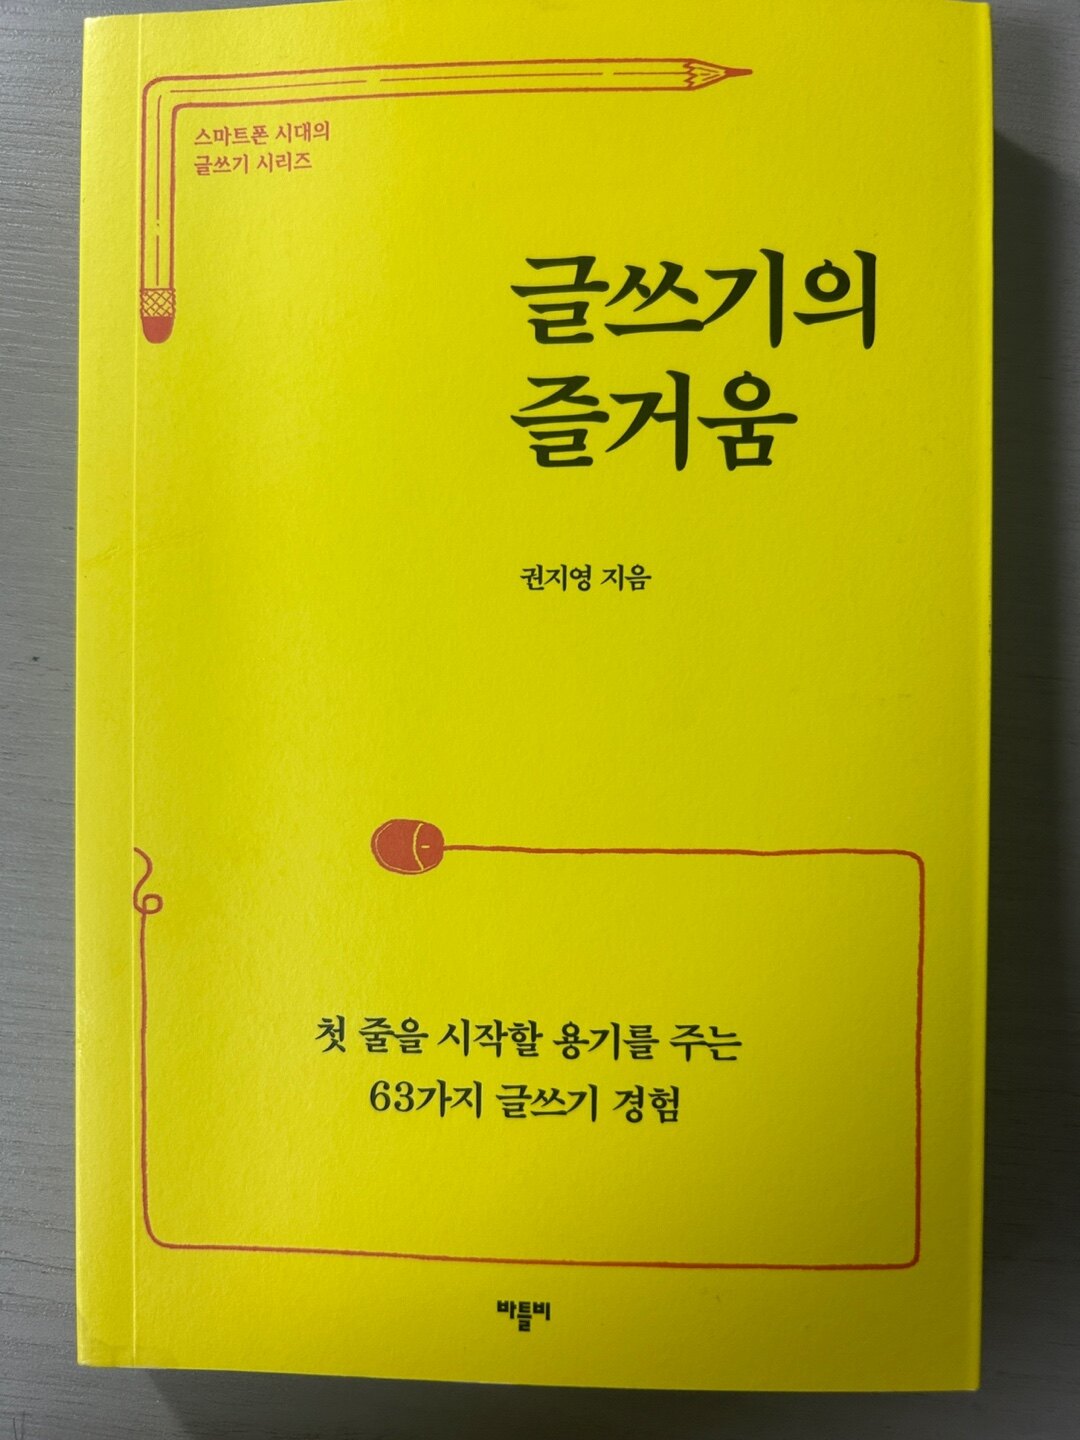 스마트폰 시대의
글쓰기 시리즈
글쓰기의
즐거움
권지영 지음
첫 줄을 시작할 용기를 주는
63가지 글쓰기 경험
바틀비